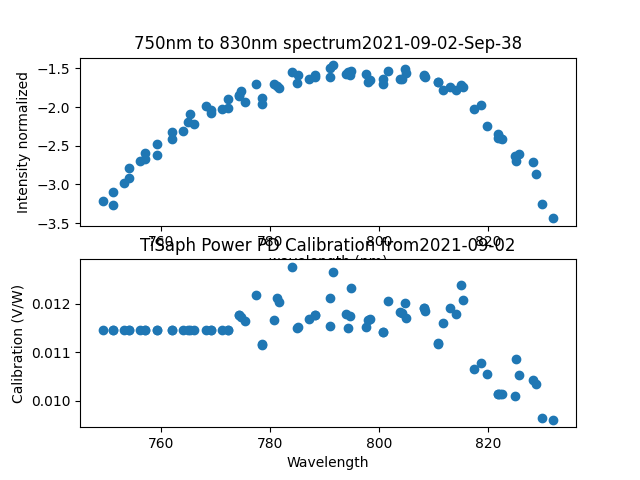 750nm to 830nm spectrum2021-09-02-Sep-38
Intensity normalized
−1.5
−2.0
−2.5
−3.0
−3.5
760 780 800 820
wavelength (nm)
TiSaph Power PD Calibration from2021-09-02
Calibration (V/W)
0.012
0.011
0.010
760 780 800 820
Wavelength